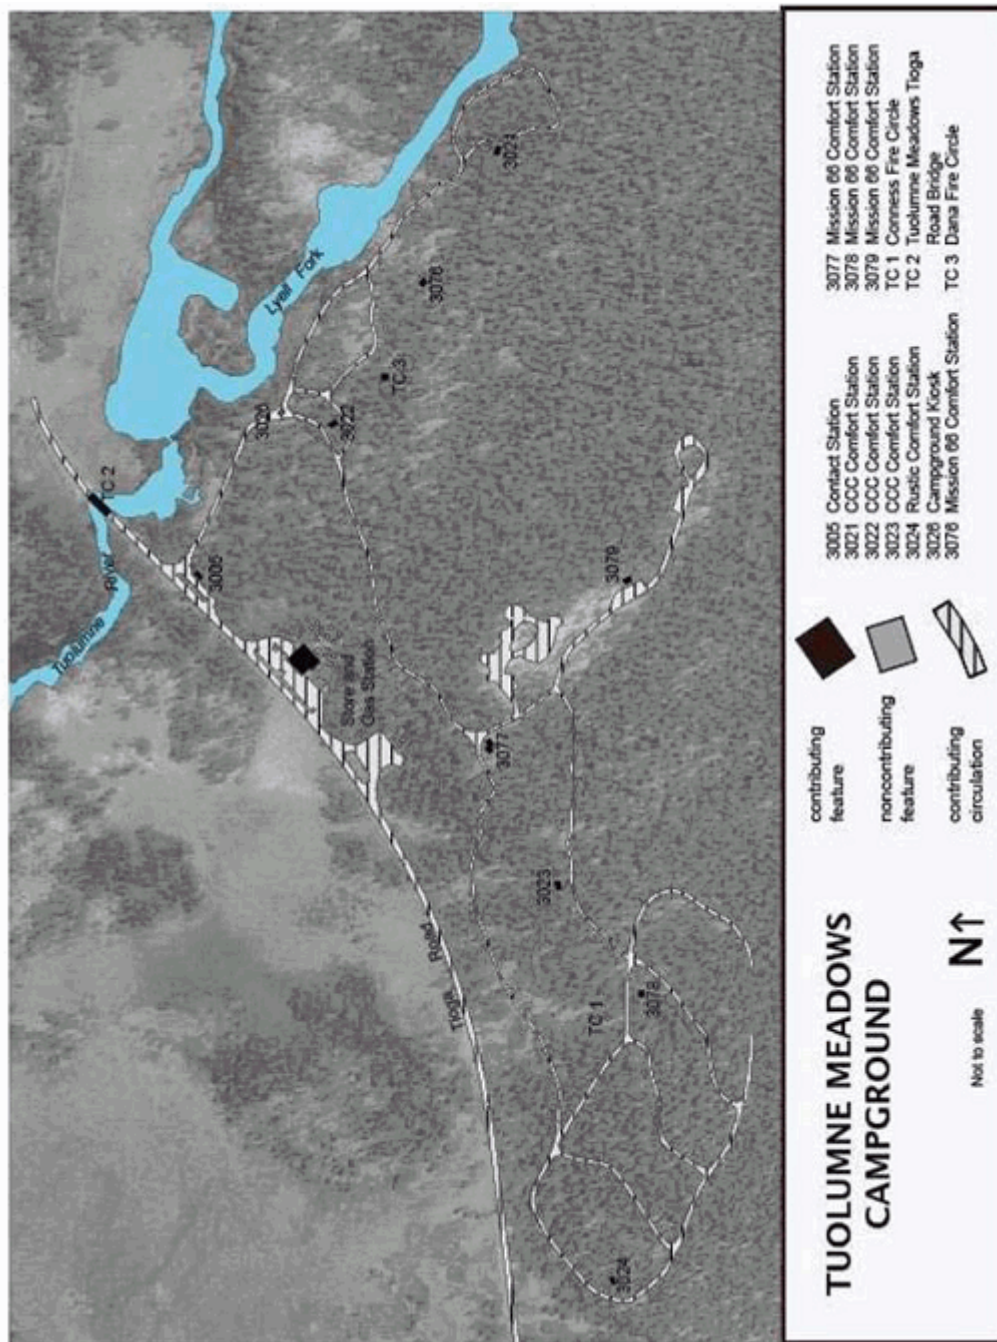 Tuolumne River
TC 2
Lyell Fork
3005
3026
3022
TC 3
3076
3021
Store and
Gas Station
Tioga Road
3077
3079
3023
TC 1
3078
3024
TUOLUMNE MEADOWS
CAMPGROUND
Not to scale
N↑
contributing
feature
noncontributing
feature
contributing
circulation
3005 Contact Station
3021 CCC Comfort Station
3022 CCC Comfort Station
3023 CCC Comfort Station
3024 Rustic Comfort Station
3026 Campground Kiosk
3076 Mission 66 Comfort Station
3077 Mission 66 Comfort Station
3078 Mission 66 Comfort Station
3079 Mission 66 Comfort Station
TC 1 Conness Fire Circle
TC 2 Tuolumne Meadows Tioga
Road Bridge
TC 3 Dana Fire Circle